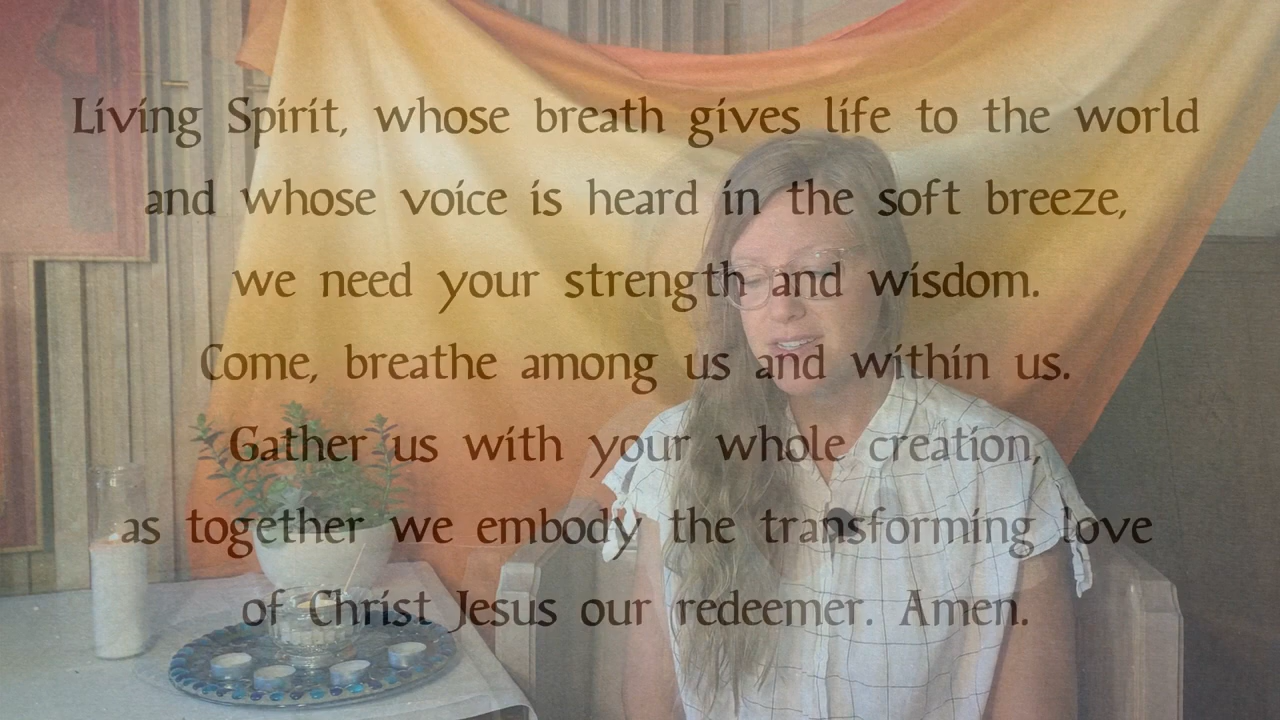 Living Spirit, whose breath gives life to the world
and whose voice is heard in the soft breeze,
we need your strength and wisdom.
Come, breathe among us and within us.
Gather us with your whole creation,
as together we embody the transforming love
of Christ Jesus our redeemer. Amen.